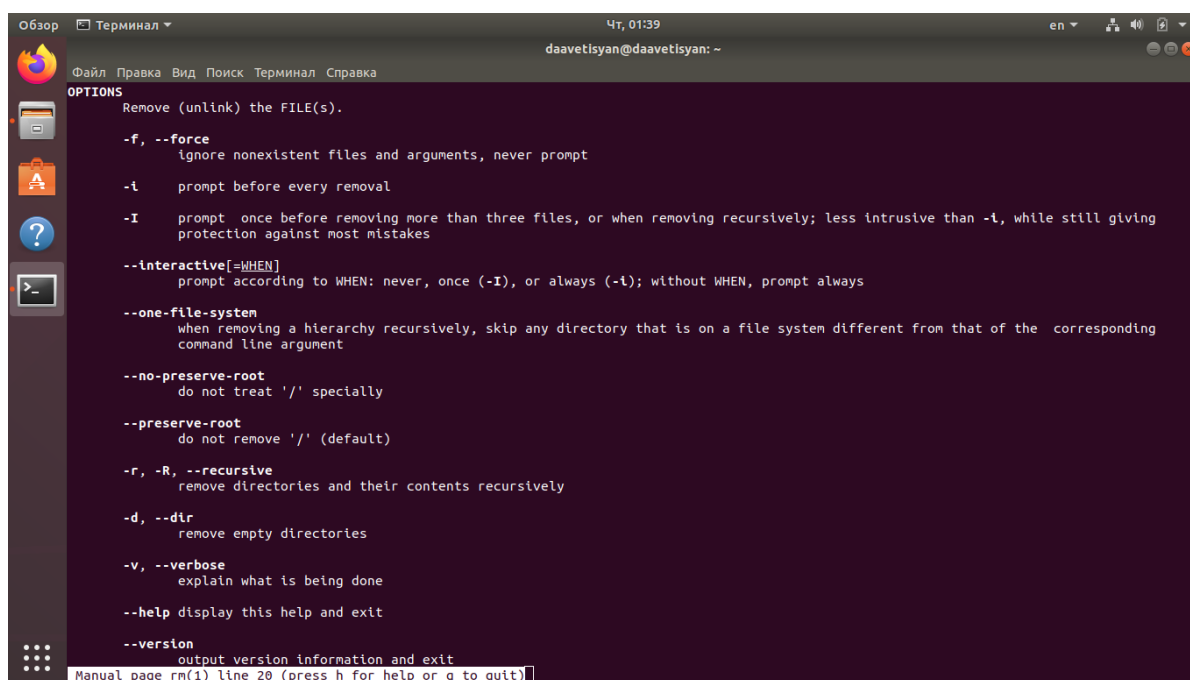 Обзор Терминал Чт, 01:39 en
daavetisyan@daavetisyan: ~
Файл Правка Вид Поиск Терминал Справка
OPTIONS
Remove (unlink) the FILE(s).
-f, --force
ignore nonexistent files and arguments, never prompt
-i prompt before every removal
-I prompt once before removing more than three files, or when removing recursively; less intrusive than -i, while still giving
protection against most mistakes
--interactive[=WHEN]
prompt according to WHEN: never, once (-I), or always (-i); without WHEN, prompt always
--one-file-system
when removing a hierarchy recursively, skip any directory that is on a file system different from that of the corresponding
command line argument
--no-preserve-root
do not treat '/' specially
--preserve-root
do not remove '/' (default)
-r, -R, --recursive
remove directories and their contents recursively
-d, --dir
remove empty directories
-v, --verbose
explain what is being done
--help display this help and exit
--version
output version information and exit
Manual page rm(1) line 20 (press h for help or q to quit)